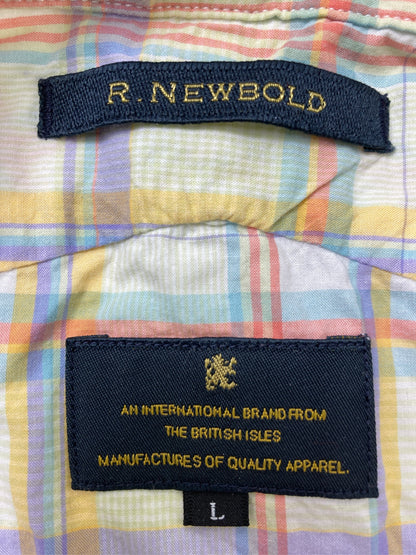 R. NEWBOLD
AN INTERNATIONAL BRAND FROM
THE BRITISH ISLES
MANUFACTURES OF QUALITY APPAREL.
L